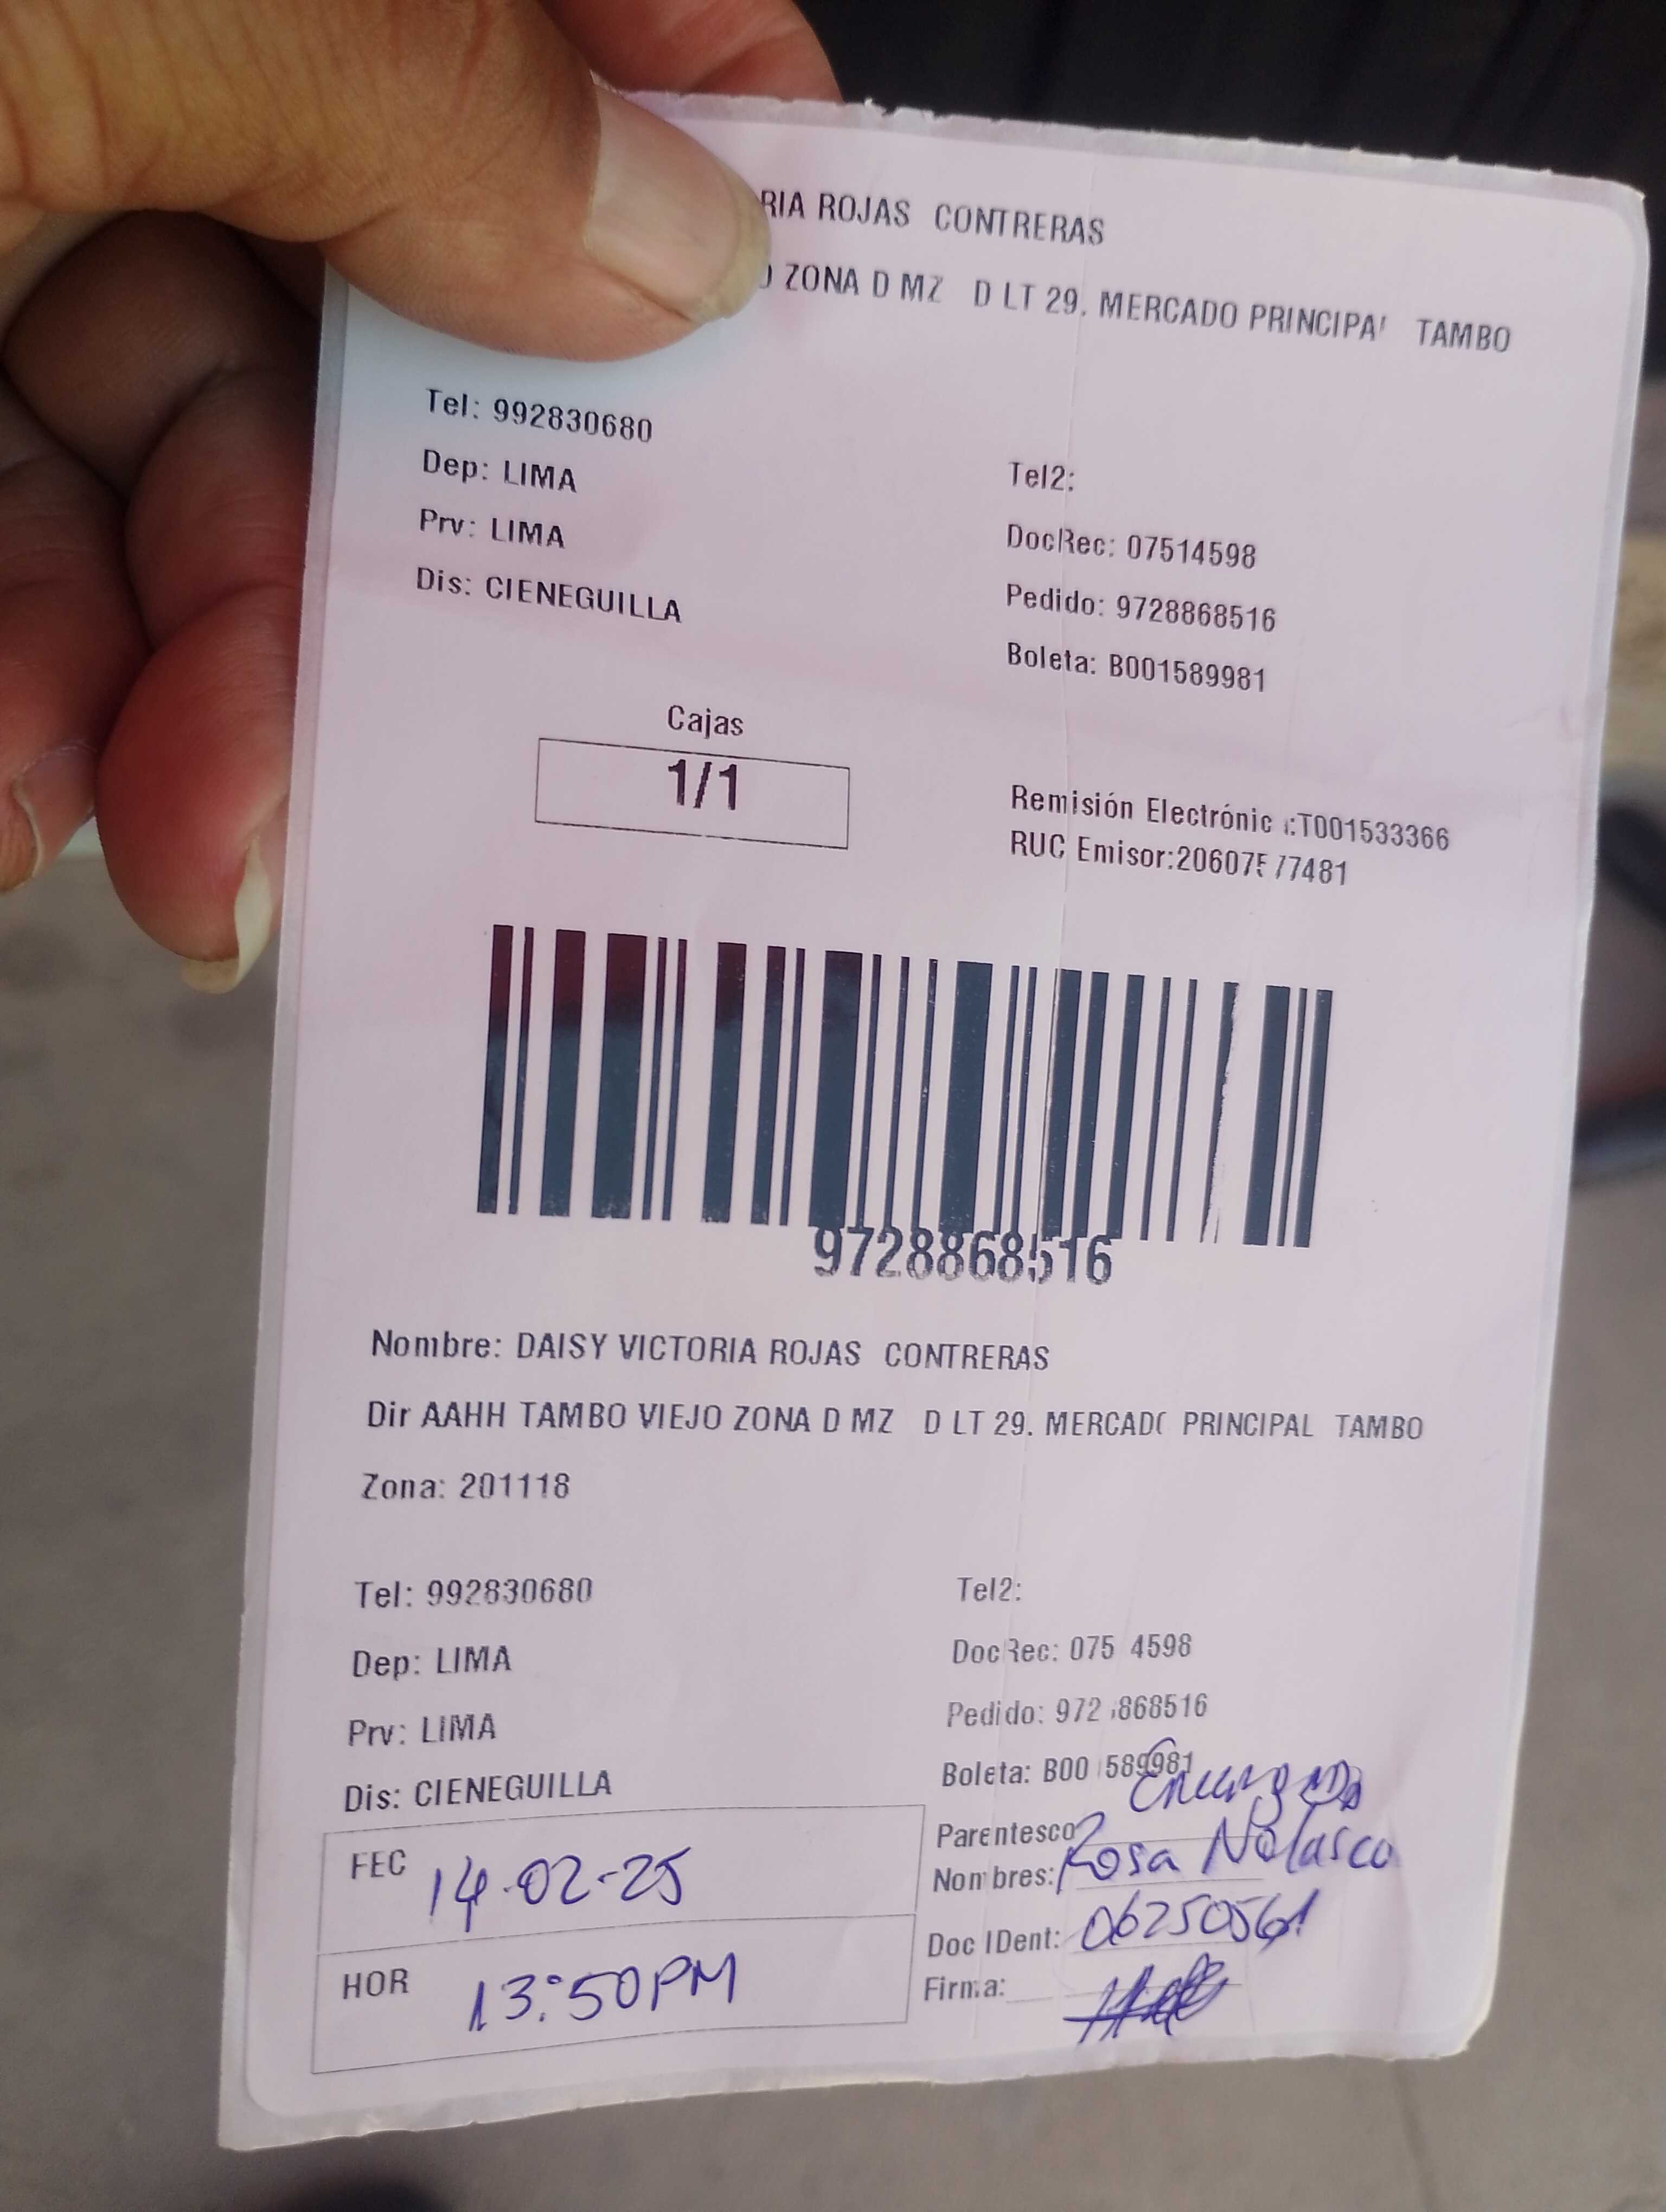 RIA ROJAS CONTRERAS
ZONA D MZ D LT 29. MERCADO PRINCIPAL TAMBO
Tel: 992830680
Dep: LIMA
Prv: LIMA
Dis: CIENEGUILLA
Tel2:
DocRec: 07514598
Pedido: 9728868516
Boleta: B001589981
Cajas
1/1
Remisión Electrónic :T001533366
RUC Emisor:20607577481
9728868516
Nombre: DAISY VICTORIA ROJAS CONTRERAS
Dir AAHH TAMBO VIEJO ZONA D MZ D LT 29. MERCADO PRINCIPAL TAMBO
Zona: 201118
Tel: 992830680
Dep: LIMA
Prv: LIMA
Dis: CIENEGUILLA
Tel2:
DocRec: 075 4598
Pedido: 972 868516
Boleta: B00 589981
FEC 14-02-25
HOR 13:50PM
Parentesco Encargada
Nombres: Rosa Nolasco
Doc IDent:
Firma: